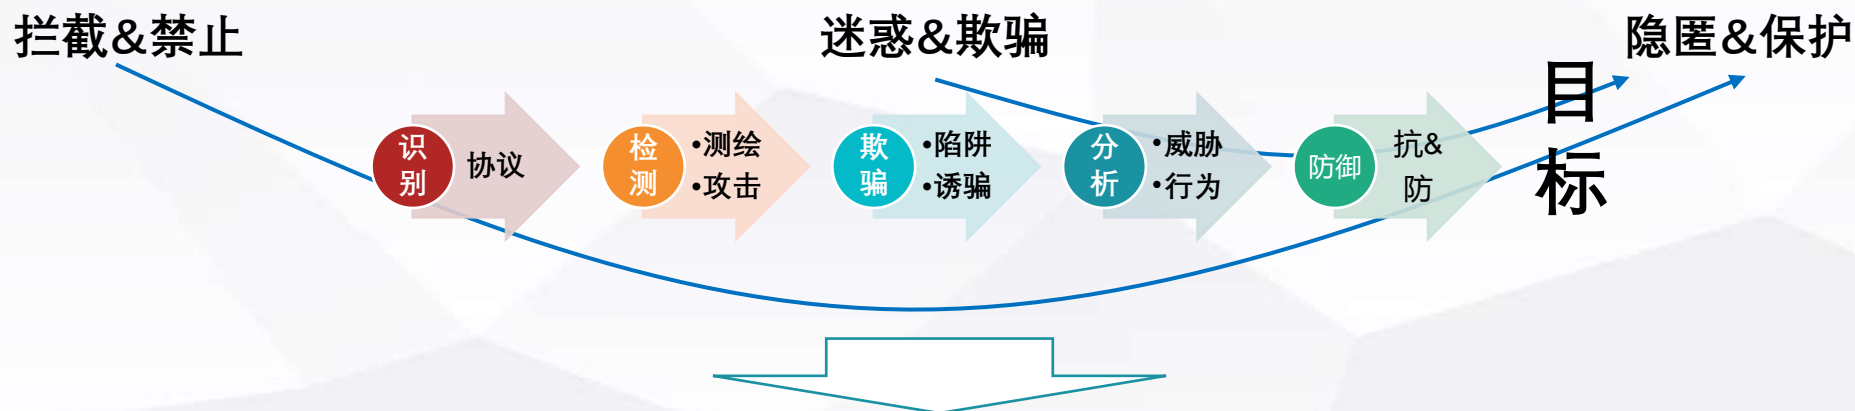 拦截&禁止
迷惑&欺骗
隐匿&保护
识别
协议
检测
•测绘
•攻击
欺骗
•陷阱
•诱骗
分析
•威胁
•行为
防御
抗&
防
目标